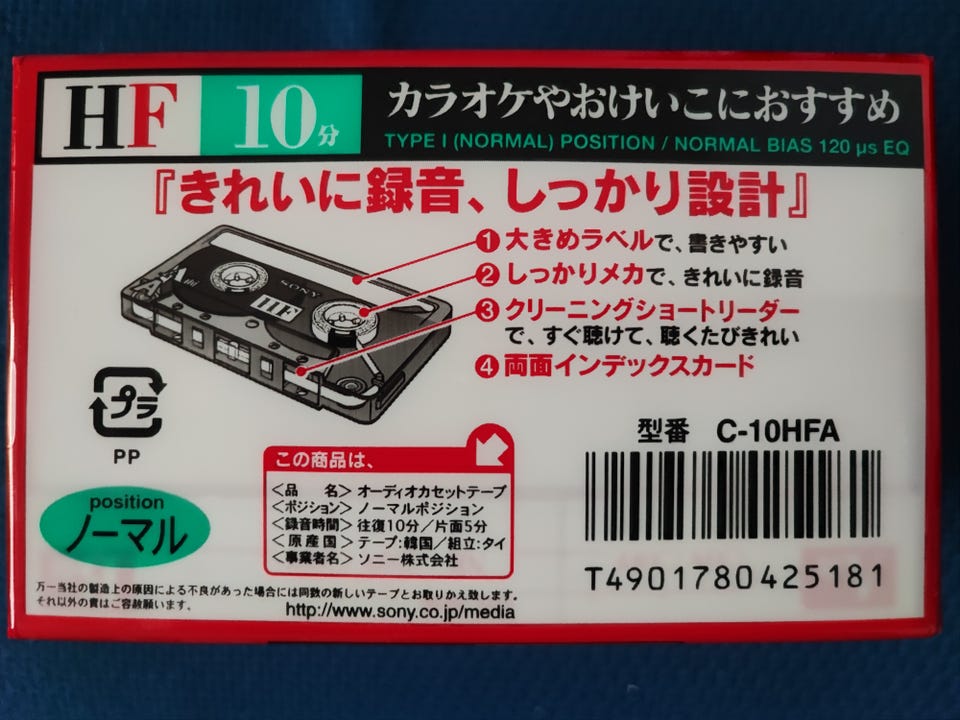 HF 10分 カラオケやおけいこにおすすめ
TYPE I (NORMAL) POSITION / NORMAL BIAS 120 μs EQ
『きれいに録音、しっかり設計』
❶大きめラベルで、書きやすい
❷しっかりメカで、きれいに録音
❸クリーニングショートリーダー
で、すぐ聴けて、聴くたびきれい
❹両面インデックスカード
A
SONY
HF
プラ
PP
position
ノーマル
この商品は、
<品 名>オーディオカセットテープ
<ポジション>ノーマルポジション
<録音時間>往復10分/片面5分
<原産国>テープ:韓国/組立:タイ
<事業者名>ソニー株式会社
型番 C-10HFA
T4901780425181
万一当社の製造上の原因による不良があった場合には同数の新しいテープとお取りかえ致します。
それ以外の責はご容赦願います。
http://www.sony.co.jp/media